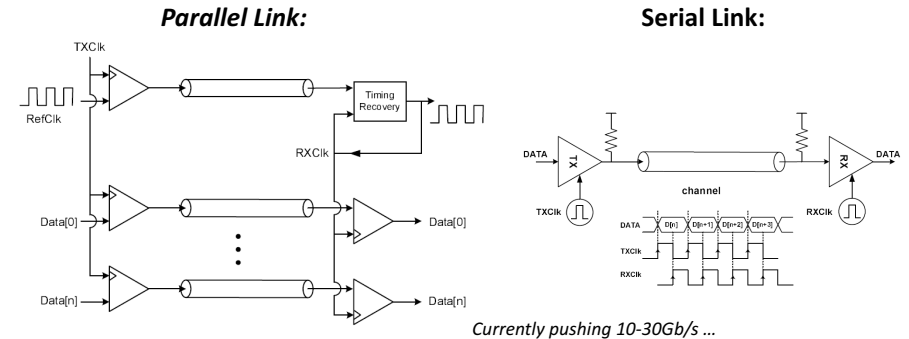 Parallel Link:
Serial Link:
TXClk
RefClk
Timing
Recovery
RXClk
Data[0]
Data[0]
Data[n]
Data[n]
DATA
TX
RX
DATA
channel
TXClk
RXClk
DATA
D[n]
D[n+1]
D[n+2]
D[n+3]
TXClk
RXClk
Currently pushing 10-30Gb/s ...